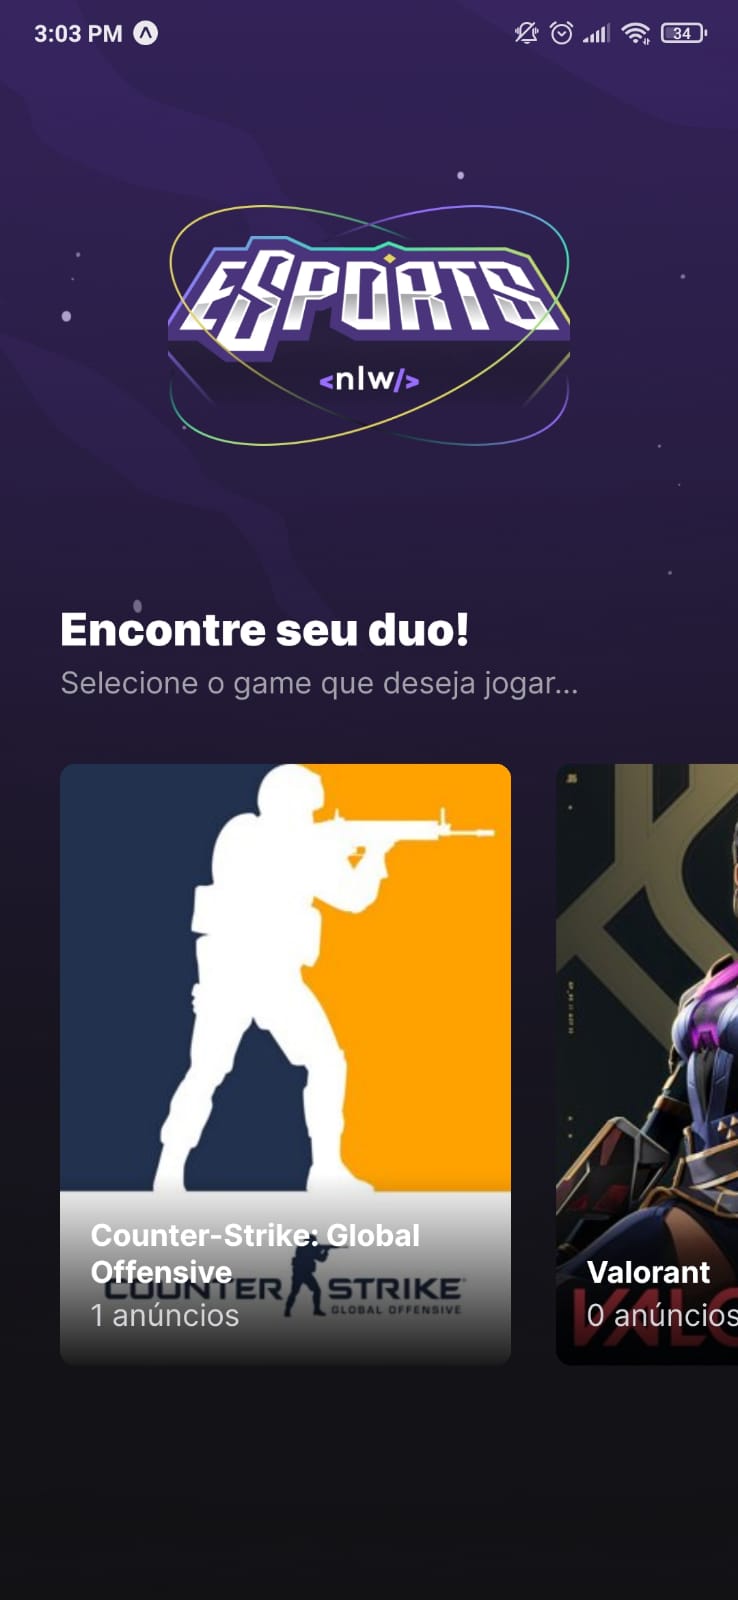 3:03 PM
34
eSPORTS
<nlw/>
Encontre seu duo!
Selecione o game que deseja jogar...
Counter-Strike: Global
Offensive
COUNTER STRIKE
GLOBAL OFFENSIVE
1 anúncios
Valorant
0 anúncios